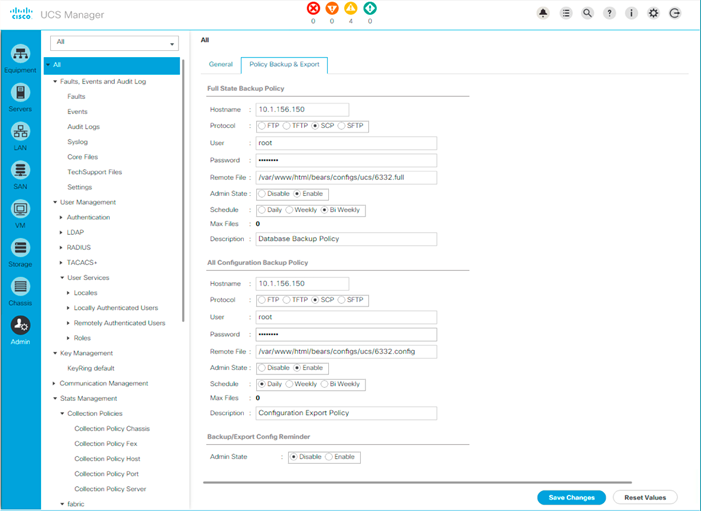 CISCO UCS Manager
0 0 4 0
Equipment
Servers
LAN
SAN
VM
Storage
Chassis
Admin
All
All
Faults, Events and Audit Log
Faults
Events
Audit Logs
Syslog
Core Files
TechSupport Files
Settings
User Management
Authentication
LDAP
RADIUS
TACACS+
User Services
Locales
Locally Authenticated Users
Remotely Authenticated Users
Roles
Key Management
KeyRing default
Communication Management
Stats Management
Collection Policies
Collection Policy Chassis
Collection Policy Fex
Collection Policy Host
Collection Policy Port
Collection Policy Server
fabric
All
General Policy Backup & Export
Full State Backup Policy
Hostname : 10.1.156.150
Protocol : FTP TFTP SCP SFTP
User : root
Password : ••••••••
Remote File : /var/www/html/bears/configs/ucs/6332.full
Admin State : Disable Enable
Schedule : Daily Weekly Bi Weekly
Max Files : 0
Description : Database Backup Policy
All Configuration Backup Policy
Hostname : 10.1.156.150
Protocol : FTP TFTP SCP SFTP
User : root
Password : ••••••••
Remote File : /var/www/html/bears/configs/ucs/6332.config
Admin State : Disable Enable
Schedule : Daily Weekly Bi Weekly
Max Files : 0
Description : Configuration Export Policy
Backup/Export Config Reminder
Admin State : Disable Enable
Save Changes Reset Values